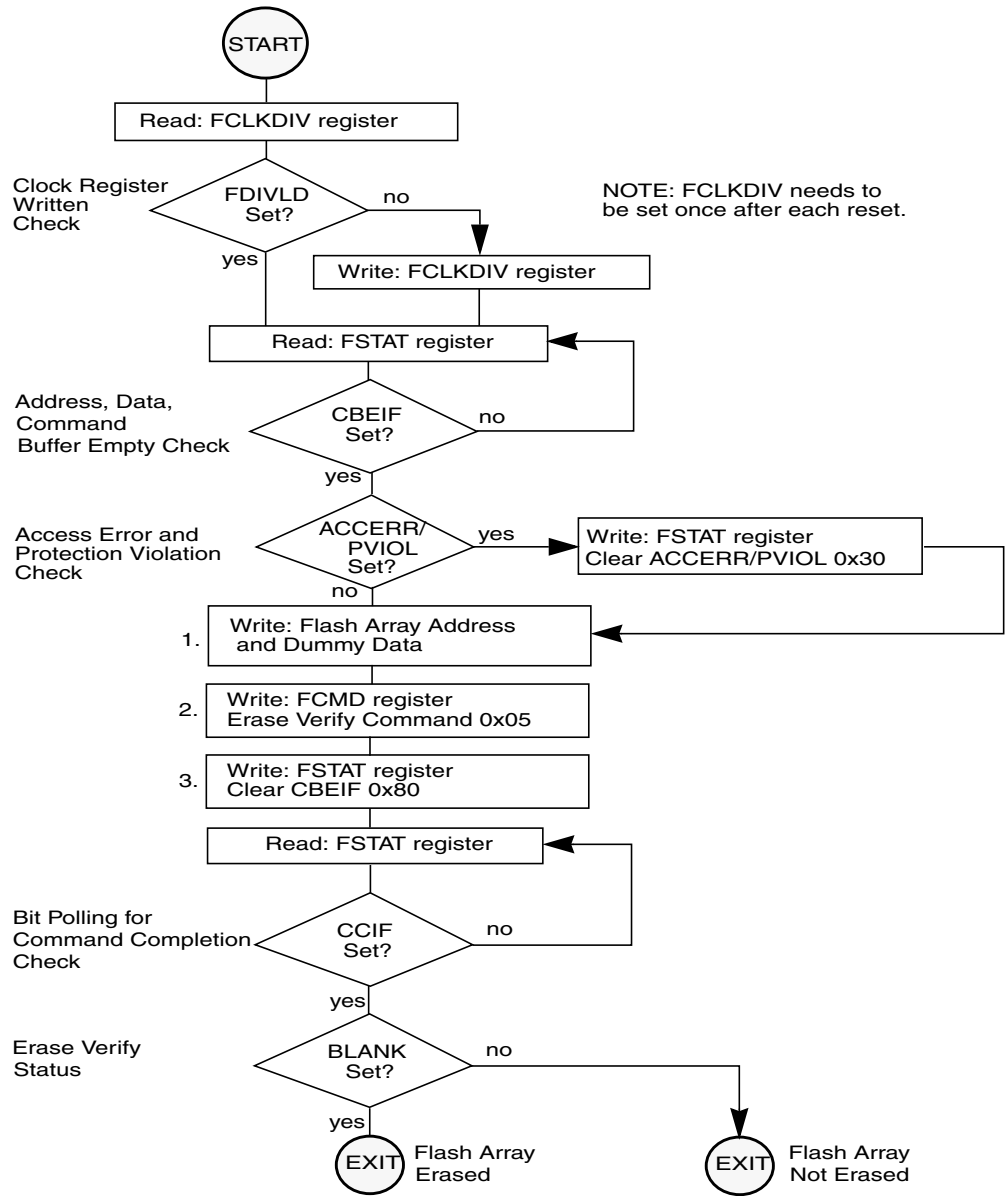 START
Read: FCLKDIV register
Clock Register
Written
Check
FDIVLD
Set?
no
yes
NOTE: FCLKDIV needs to
be set once after each reset.
Write: FCLKDIV register
Read: FSTAT register
Address, Data,
Command
Buffer Empty Check
CBEIF
Set?
no
yes
Access Error and
Protection Violation
Check
ACCERR/
PVIOL
Set?
yes
no
Write: FSTAT register
Clear ACCERR/PVIOL 0x30
1.
Write: Flash Array Address
and Dummy Data
2.
Write: FCMD register
Erase Verify Command 0x05
3.
Write: FSTAT register
Clear CBEIF 0x80
Read: FSTAT register
Bit Polling for
Command Completion
Check
CCIF
Set?
no
yes
Erase Verify
Status
BLANK
Set?
no
yes
EXIT
Flash Array
Erased
EXIT
Flash Array
Not Erased